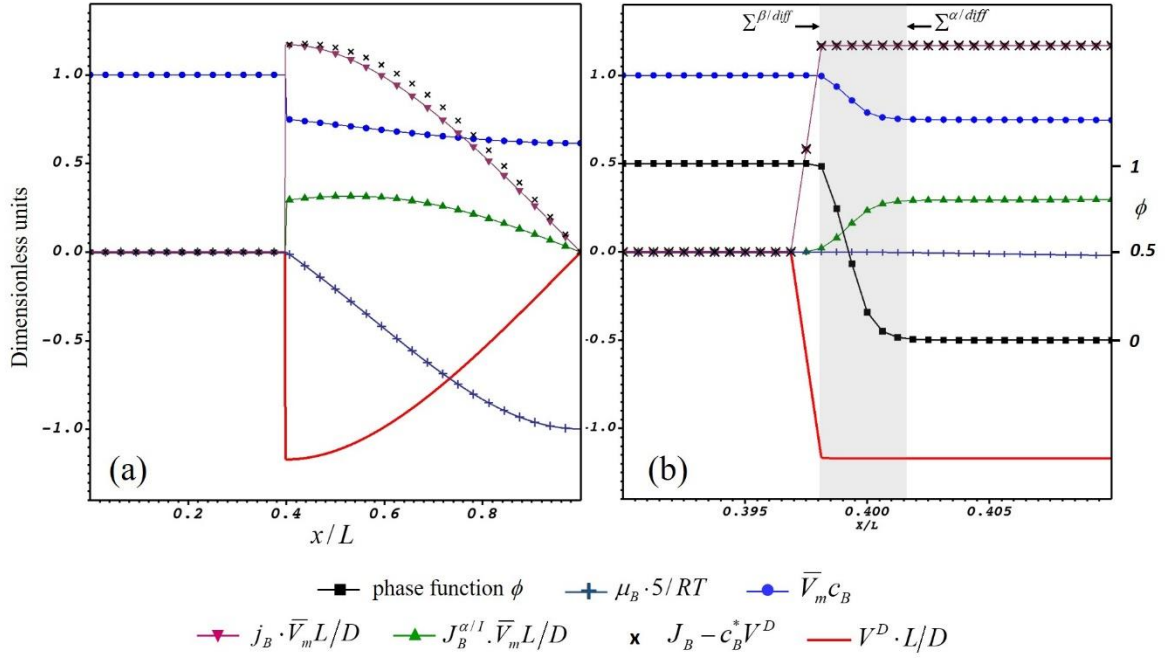 Σ^{β/diff} Σ^{α/diff}
1.0 1.0
0.5 0.5 1
Dimensionless units
0.0 0.0 0.5 ϕ
-0.5 -0.5 0
-1.0 -1.0
(a) (b)
0.2 0.4 0.6 0.8 0.395 0.400 0.405
x/L X/L
phase function ϕ μ_B · 5/RT V̅_m c_B
j_B · V̅_m L/D J_B^{α/I} . V̅_m L/D x J_B − c_B^* V^D V^D · L/D